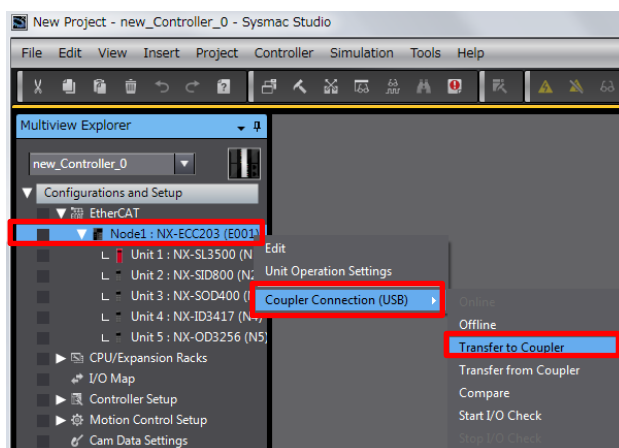 New Project - new_Controller_0 - Sysmac Studio
File Edit View Insert Project Controller Simulation Tools Help
Multiview Explorer
new_Controller_0
Configurations and Setup
EtherCAT
Node1 : NX-ECC203 (E001)
Unit 1 : NX-SL3500 (N
Unit 2 : NX-SID800 (N2
Unit 3 : NX-SOD400 (
Unit 4 : NX-ID3417 (N4)
Unit 5 : NX-OD3256 (N5)
CPU/Expansion Racks
I/O Map
Controller Setup
Motion Control Setup
Cam Data Settings
Edit
Unit Operation Settings
Coupler Connection (USB)
Online
Offline
Transfer to Coupler
Transfer from Coupler
Compare
Start I/O Check
Stop I/O Check